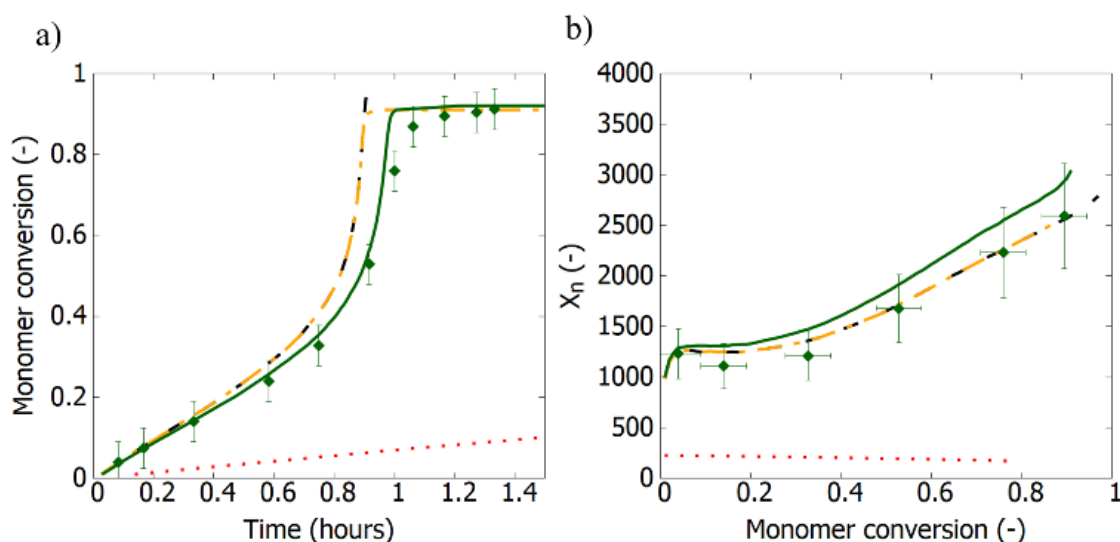 a)
Monomer conversion (-)
1
0.8
0.6
0.4
0.2
0
0 0.2 0.4 0.6 0.8 1 1.2 1.4
Time (hours)
b)
Xn (-)
4000
3500
3000
2500
2000
1500
1000
500
0
0 0.2 0.4 0.6 0.8 1
Monomer conversion (-)